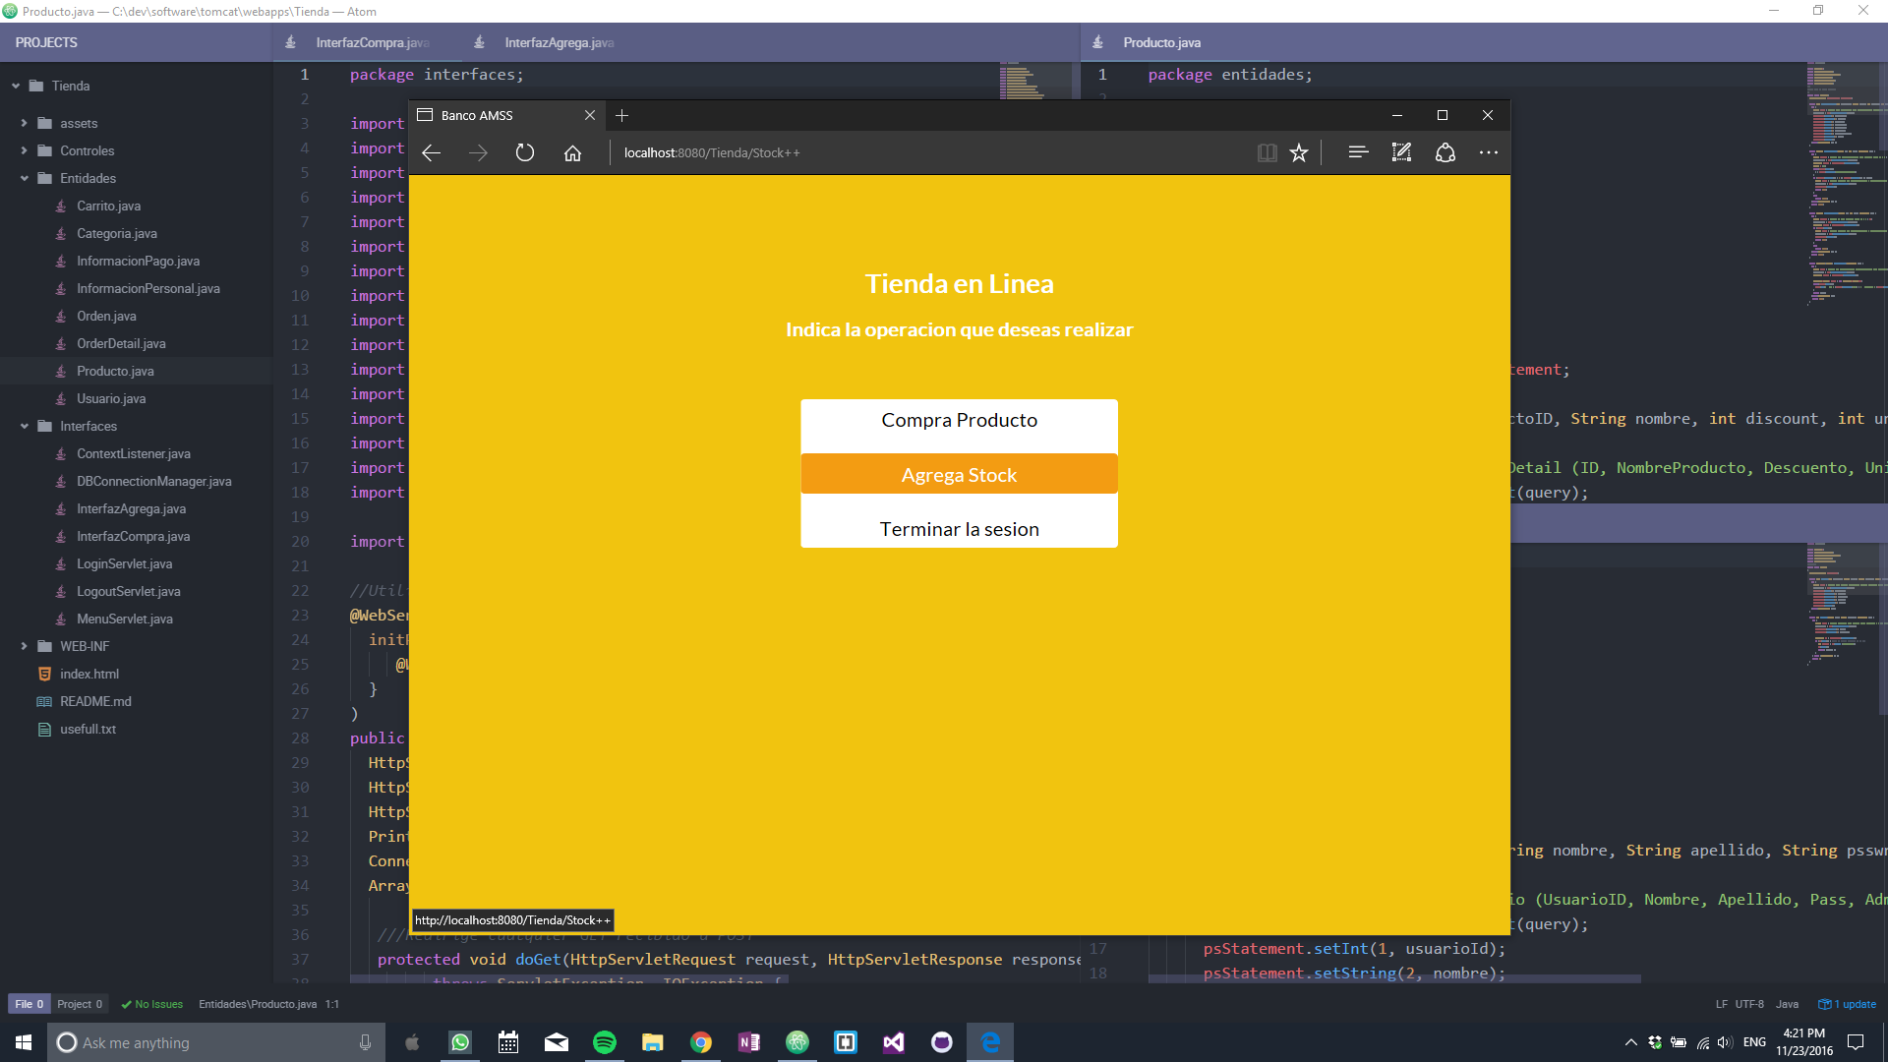 Producto.java — C:\dev\software\tomcat\webapps\Tienda — Atom
PROJECTS
InterfazCompra.java
InterfazAgrega.java
Producto.java
Tienda
assets
Controles
Entidades
Carrito.java
Categoria.java
InformacionPago.java
InformacionPersonal.java
Orden.java
OrderDetail.java
Producto.java
Usuario.java
Interfaces
ContextListener.java
DBConnectionManager.java
InterfazAgrega.java
InterfazCompra.java
LoginServlet.java
LogoutServlet.java
MenuServlet.java
WEB-INF
index.html
README.md
usefull.txt
1 package interfaces;
2
3 import
4 import
5 import
6 import
7 import
8 import
9 import
10 import
11 import
12 import
13 import
14 import
15 import
16 import
17 import
18 import
19
20 import
21
22 //Util
23 @WebSer
24 init
25 @
26 }
27 )
28 public
29 HttpS
30 HttpS
31 HttpS
32 Print
33 Conne
34 Array
35
36
37 protected void doGet(HttpServletRequest request, HttpServletResponse response
38 throws ServletException, IOException {
Banco AMSS
localhost:8080/Tienda/Stock++
Tienda en Linea
Indica la operacion que deseas realizar
Compra Producto
Agrega Stock
Terminar la sesion
http://localhost:8080/Tienda/Stock++
1 package entidades;
tement;
ctoID, String nombre, int discount, int un
Detail (ID, NombreProducto, Descuento, Uni
t(query);
ring nombre, String apellido, String psswr
io (UsuarioID, Nombre, Apellido, Pass, Adm
t(query);
17 psStatement.setInt(1, usuarioId);
18 psStatement.setString(2, nombre);
File 0 Project 0 No Issues Entidades\Producto.java 1:1
LF UTF-8 Java 1 update
Ask me anything
ENG
4:21 PM
11/23/2016